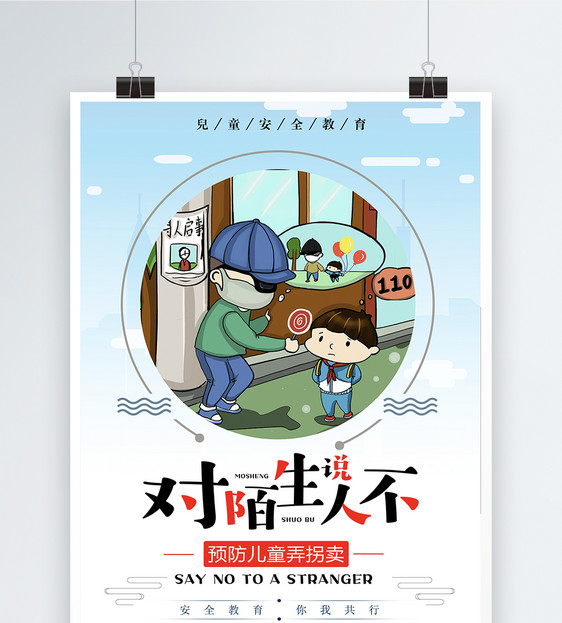 兒/童/安/全/教/育
寻人启事
110
对陌生人说不
MOSHENG
SHUO BU
预防儿童弄拐卖
SAY NO TO A STRANGER
安全教育：你我共行